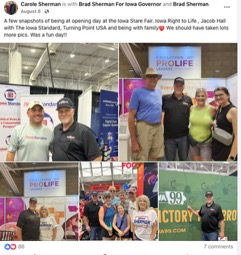 Carole Sherman is with Brad Sherman For Iowa Governor and Brad Sherman.
August 8
A few snapshots of being at opening day at the Iowa Stare Fair. Iowa Right to Life , Jacob Hall
with The Iowa Standard, Turning Point USA and being with family❤️ We should have taken lots
more pics. Was a fun day!!
PROLIFE
PROLIFE
99
VICTORY
86
7 comments